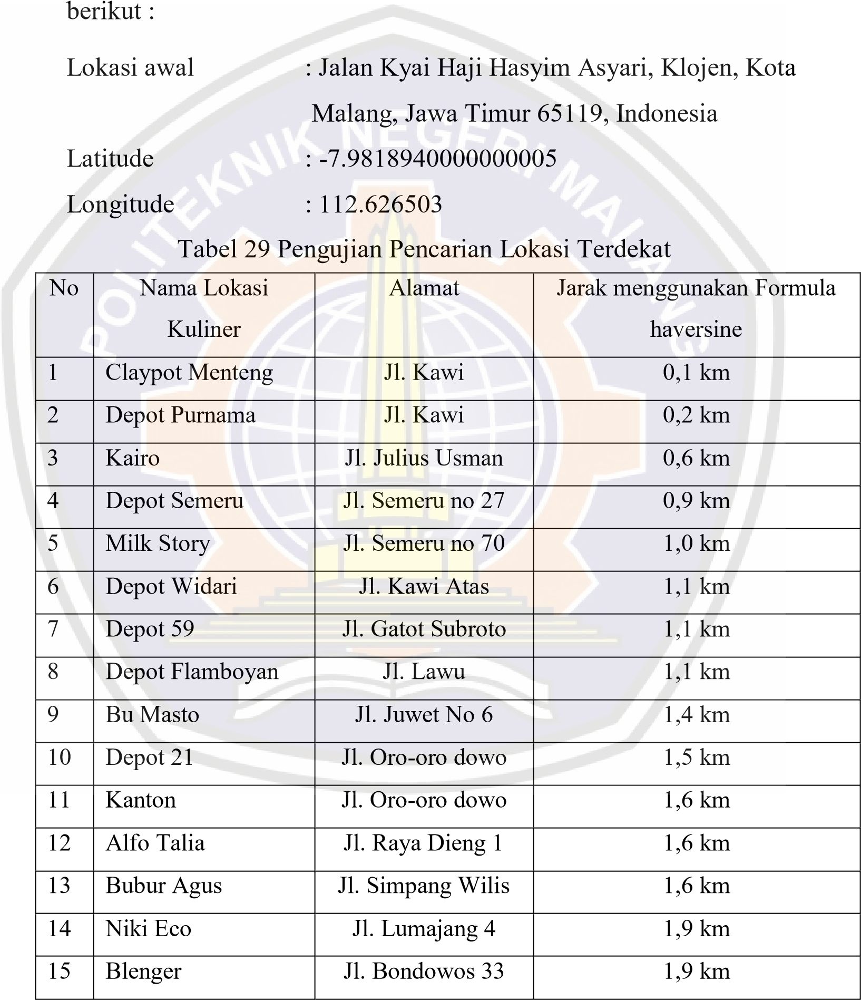 berikut :
Lokasi awal : Jalan Kyai Haji Hasyim Asyari, Klojen, Kota
Malang, Jawa Timur 65119, Indonesia
Latitude : -7.9818940000000005
Longitude : 112.626503
Tabel 29 Pengujian Pencarian Lokasi Terdekat
No Nama Lokasi Alamat Jarak menggunakan Formula
Kuliner haversine
1 Claypot Menteng Jl. Kawi 0,1 km
2 Depot Purnama Jl. Kawi 0,2 km
3 Kairo Jl. Julius Usman 0,6 km
4 Depot Semeru Jl. Semeru no 27 0,9 km
5 Milk Story Jl. Semeru no 70 1,0 km
6 Depot Widari Jl. Kawi Atas 1,1 km
7 Depot 59 Jl. Gatot Subroto 1,1 km
8 Depot Flamboyan Jl. Lawu 1,1 km
9 Bu Masto Jl. Juwet No 6 1,4 km
10 Depot 21 Jl. Oro-oro dowo 1,5 km
11 Kanton Jl. Oro-oro dowo 1,6 km
12 Alfo Talia Jl. Raya Dieng 1 1,6 km
13 Bubur Agus Jl. Simpang Wilis 1,6 km
14 Niki Eco Jl. Lumajang 4 1,9 km
15 Blenger Jl. Bondowos 33 1,9 km
POLITEKNIK NEGERI MALANG